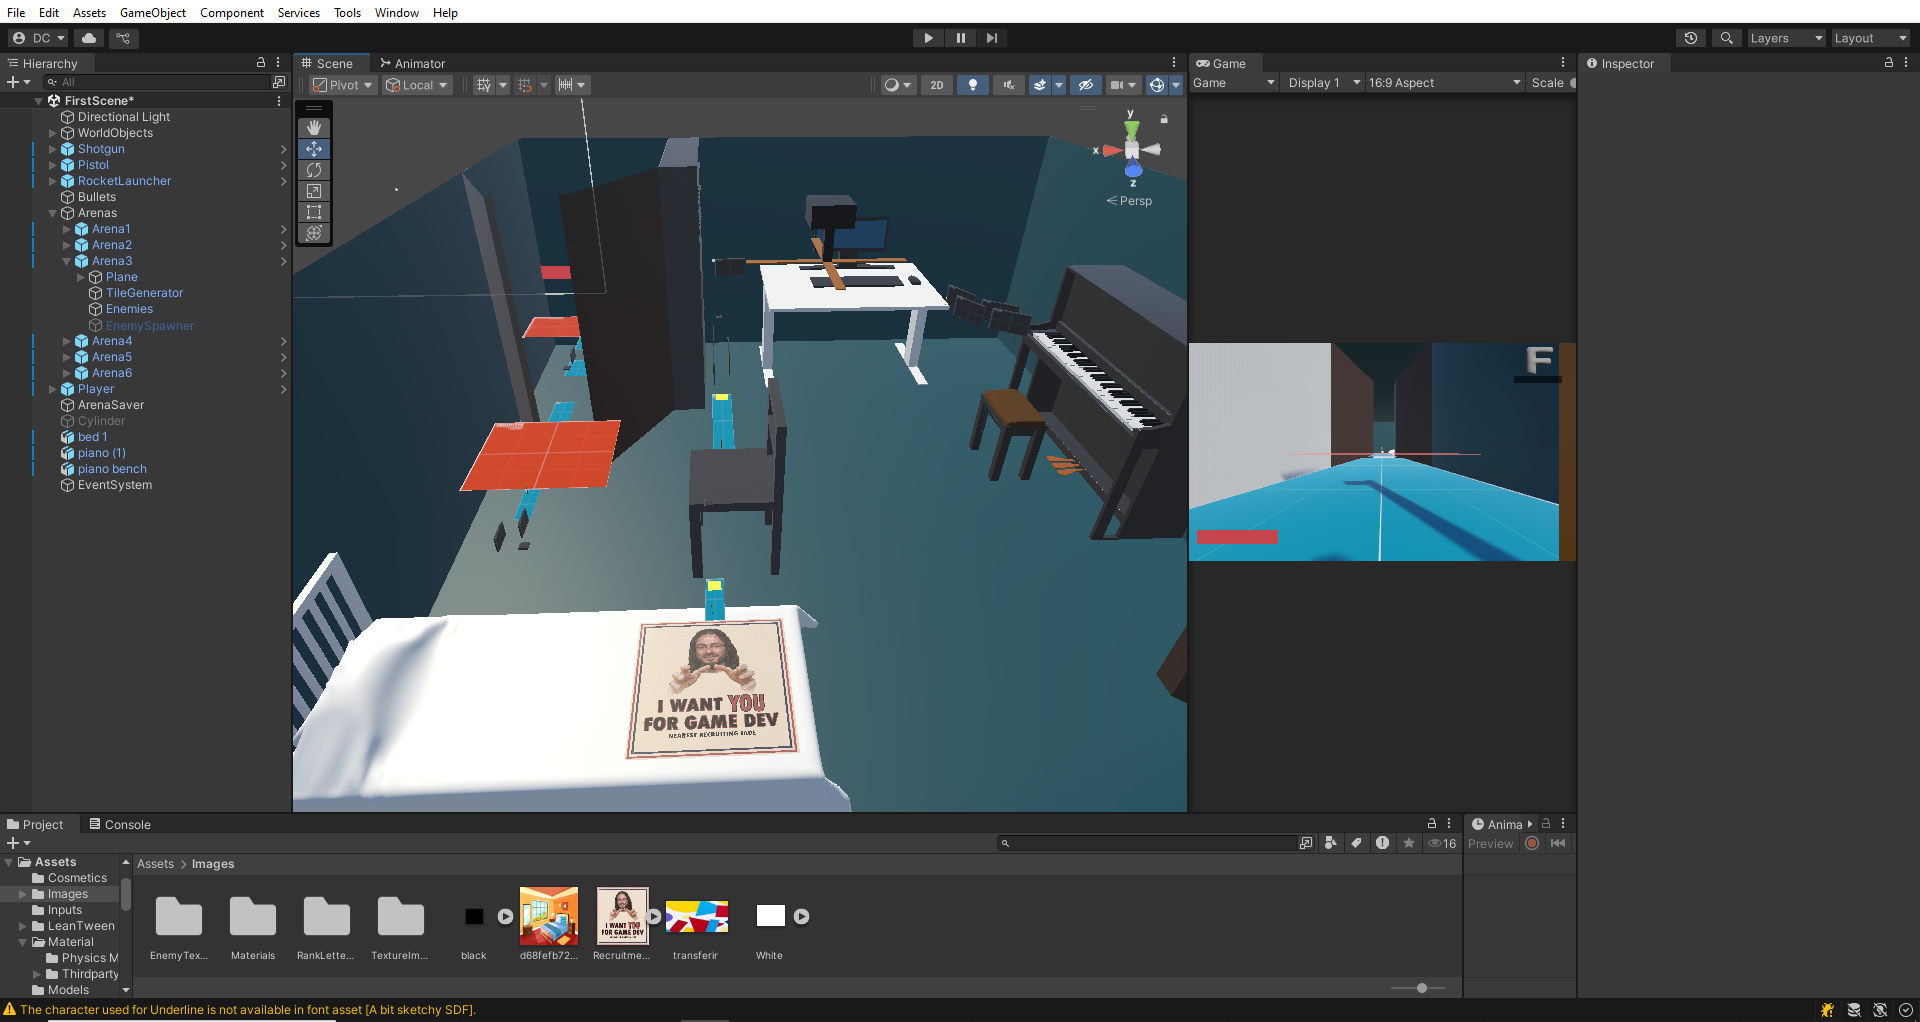 File Edit Assets GameObject Component Services Tools Window Help
DC Layers Layout
Hierarchy
All
FirstScene*
Directional Light
WorldObjects
Shotgun
Pistol
RocketLauncher
Bullets
Arenas
Arena1
Arena2
Arena3
Plane
TileGenerator
Enemies
EnemySpawner
Arena4
Arena5
Arena6
Player
ArenaSaver
Cylinder
bed 1
piano (1)
piano bench
EventSystem
Scene Animator
Pivot Local 2D
y
x
z
Persp
I WANT YOU
FOR GAME DEV
Game
Game Display 1 16:9 Aspect Scale
F
Inspector
Project Console
16
Assets
Cosmetics
Images
Inputs
LeanTween
Material
Physics M
Thirdparty
Models
Assets > Images
I WANT YOU
FOR GAME DEV
EnemyTex... Materials RankLette... TextureIm... black d68fefb72... Recruitme... transferir White
Anima
Preview
The character used for Underline is not available in font asset [A bit sketchy SDF].